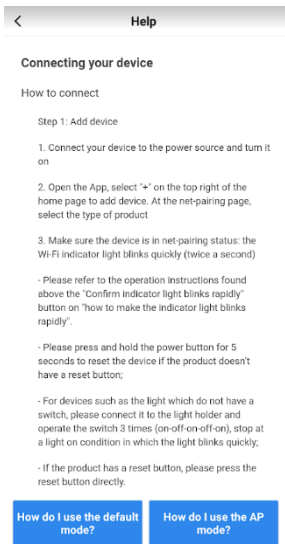 Help
Connecting your device
How to connect
Step 1: Add device
1. Connect your device to the power source and turn it
on
2. Open the App, select "+" on the top right of the
home page to add device. At the net-pairing page,
select the type of product
3. Make sure the device is in net-pairing status: the
Wi-Fi indicator light blinks quickly (twice a second)
- Please refer to the operation instructions found
above the "Confirm indicator light blinks rapidly"
button on "how to make the indicator light blinks
rapidly".
- Please press and hold the power button for 5
seconds to reset the device if the product doesn't
have a reset button;
- For devices such as the light which do not have a
switch, please connect it to the light holder and
operate the switch 3 times (on-off-on-off-on), stop at
a light on condition in which the light blinks quickly;
- If the product has a reset button, please press the
reset button directly.
How do I use the default
mode?
How do I use the AP
mode?